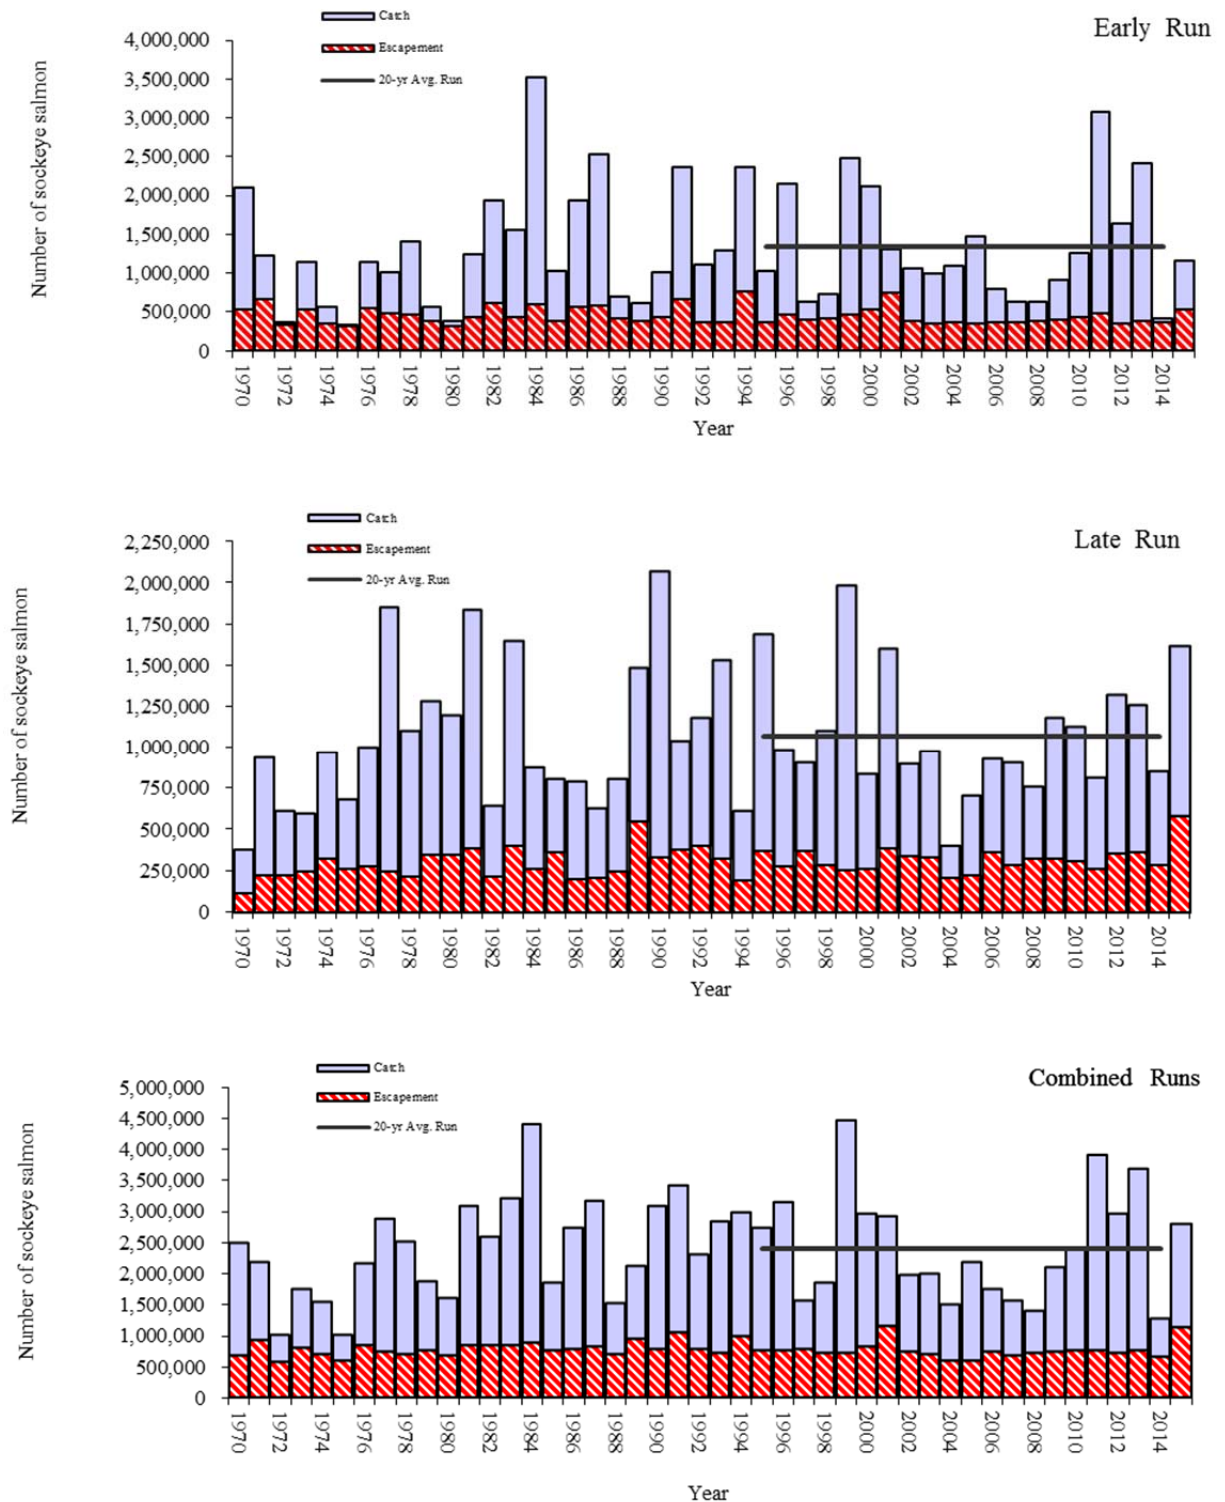 Catch
Early Run
Escapement
20-yr Avg. Run
Number of sockeye salmon
4,000,000
3,500,000
3,000,000
2,500,000
2,000,000
1,500,000
1,000,000
500,000
0
1970 1972 1974 1976 1978 1980 1982 1984 1986 1988 1990 1992 1994 1996 1998 2000 2002 2004 2006 2008 2010 2012 2014
Year
Catch
Late Run
Escapement
20-yr Avg. Run
Number of sockeye salmon
2,250,000
2,000,000
1,750,000
1,500,000
1,250,000
1,000,000
750,000
500,000
250,000
0
1970 1972 1974 1976 1978 1980 1982 1984 1986 1988 1990 1992 1994 1996 1998 2000 2002 2004 2006 2008 2010 2012 2014
Year
Catch
Combined Runs
Escapement
20-yr Avg. Run
Number of sockeye salmon
5,000,000
4,500,000
4,000,000
3,500,000
3,000,000
2,500,000
2,000,000
1,500,000
1,000,000
500,000
0
1970 1972 1974 1976 1978 1980 1982 1984 1986 1988 1990 1992 1994 1996 1998 2000 2002 2004 2006 2008 2010 2012 2014
Year